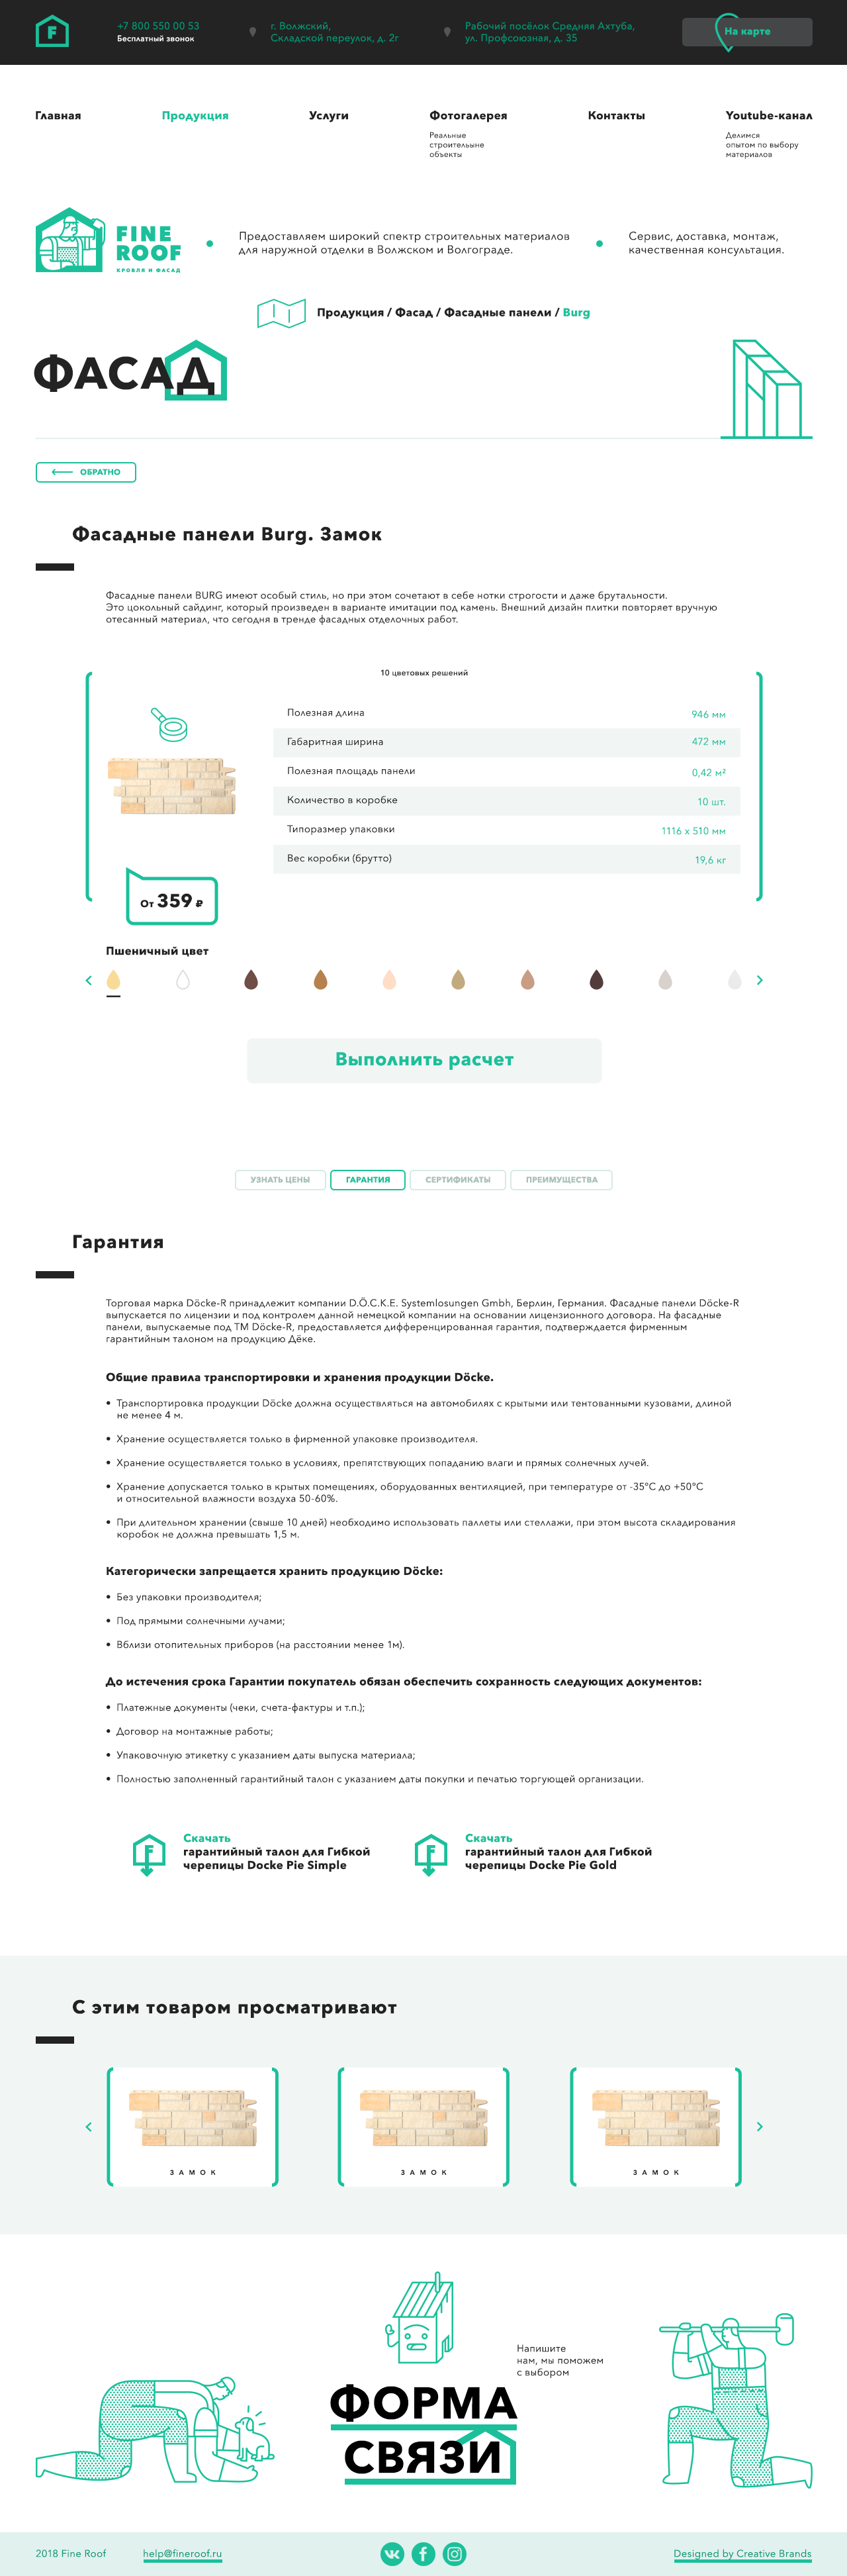 F
+7 800 550 00 53
Бесплатный звонок
г. Волжский,
Складской переулок, д. 2г
Рабочий посёлок Средняя Ахтуба,
ул. Профсоюзная, д. 35
На карте
Главная
Продукция
Услуги
Фотогалерея
Реальные
строителыне
объекты
Контакты
Youtube-канал
Делимся
опытом по выбору
материалов
FINE
ROOF
КРОВЛЯ И ФАСАД
Предоставляем широкий спектр строительных материалов
для наружной отделки в Волжском и Волгограде.
Сервис, доставка, монтаж,
качественная консультация.
Продукция / Фасад / Фасадные панели / Burg
ФАСАД
ОБРАТНО
Фасадные панели Burg. Замок
Фасадные панели BURG имеют особый стиль, но при этом сочетают в себе нотки строгости и даже брутальности.
Это цокольный сайдинг, который произведен в варианте имитации под камень. Внешний дизайн плитки повторяет вручную
отесанный материал, что сегодня в тренде фасадных отделочных работ.
10 цветовых решений
Полезная длина 946 мм
Габаритная ширина 472 мм
Полезная площадь панели 0,42 м²
Количество в коробке 10 шт.
Типоразмер упаковки 1116 х 510 мм
Вес коробки (брутто) 19,6 кг
От 359 ₽
Пшеничный цвет
Выполнить расчет
УЗНАТЬ ЦЕНЫ
ГАРАНТИЯ
СЕРТИФИКАТЫ
ПРЕИМУЩЕСТВА
Гарантия
Торговая марка Döcke-R принадлежит компании D.Ö.C.K.E. Systemlosungen Gmbh, Берлин, Германия. Фасадные панели Döcke-R
выпускается по лицензии и под контролем данной немецкой компании на основании лицензионного договора. На фасадные
панели, выпускаемые под ТМ Döcke-R, предоставляется дифференцированная гарантия, подтверждается фирменным
гарантийным талоном на продукцию Дёке.
Общие правила транспортировки и хранения продукции Döcke.
• Транспортировка продукции Döcke должна осуществляться на автомобилях с крытыми или тентованными кузовами, длиной
не менее 4 м.
• Хранение осуществляется только в фирменной упаковке производителя.
• Хранение осуществляется только в условиях, препятствующих попаданию влаги и прямых солнечных лучей.
• Хранение допускается только в крытых помещениях, оборудованных вентиляцией, при температуре от -35°C до +50°C
и относительной влажности воздуха 50-60%.
• При длительном хранении (свыше 10 дней) необходимо использовать паллеты или стеллажи, при этом высота складирования
коробок не должна превышать 1,5 м.
Категорически запрещается хранить продукцию Döcke:
• Без упаковки производителя;
• Под прямыми солнечными лучами;
• Вблизи отопительных приборов (на расстоянии менее 1м).
До истечения срока Гарантии покупатель обязан обеспечить сохранность следующих документов:
• Платежные документы (чеки, счета-фактуры и т.п.);
• Договор на монтажные работы;
• Упаковочную этикетку с указанием даты выпуска материала;
• Полностью заполненный гарантийный талон с указанием даты покупки и печатью торгующей организации.
F
Скачать
гарантийный талон для Гибкой
черепицы Docke Pie Simple
F
Скачать
гарантийный талон для Гибкой
черепицы Docke Pie Gold
С этим товаром просматривают
ЗАМОК
ЗАМОК
ЗАМОК
Напишите
нам, мы поможем
с выбором
ФОРМА
СВЯЗИ
2018 Fine Roof
help@fineroof.ru
Designed by Creative Brands